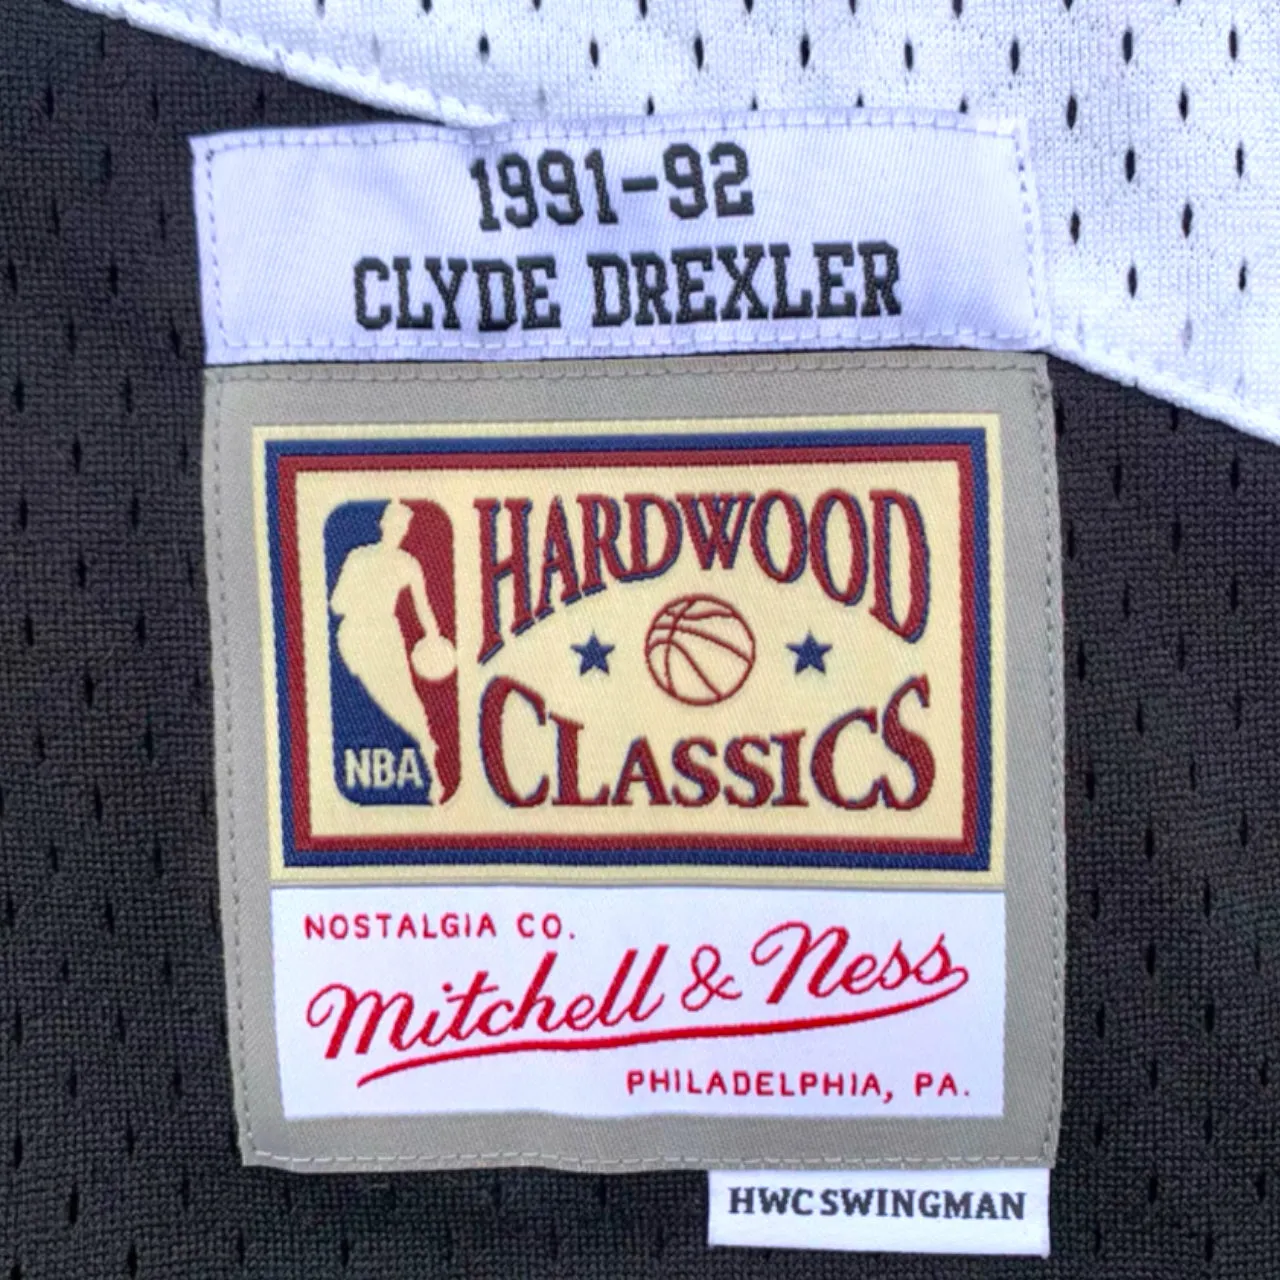 1991-92
CLYDE DREXLER
HARDWOOD
CLASSICS
NBA
NOSTALGIA CO.
Mitchell & Ness
PHILADELPHIA, PA.
HWC SWINGMAN